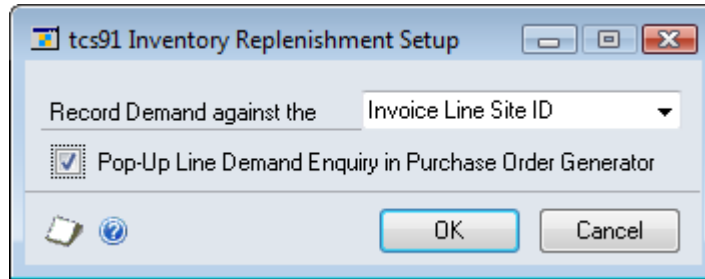 tcs91 Inventory Replenishment Setup
Record Demand against the Invoice Line Site ID
Pop-Up Line Demand Enquiry in Purchase Order Generator
OK Cancel